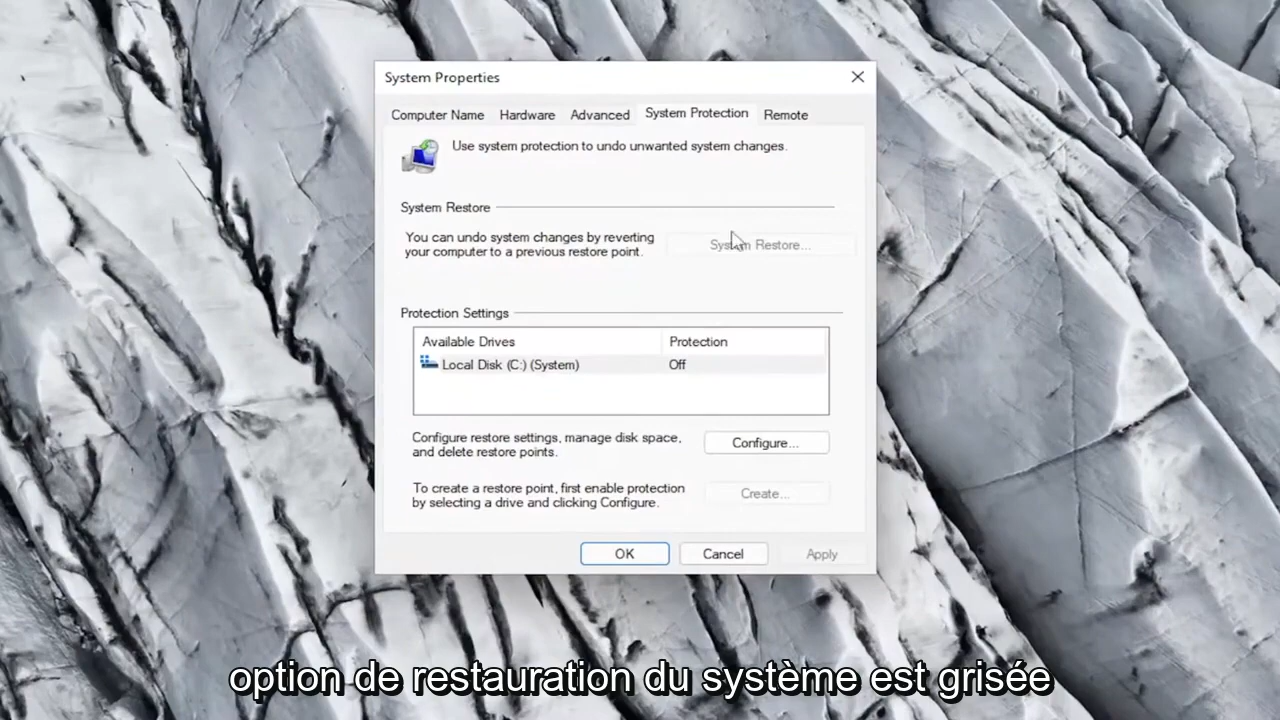 System Properties
Computer Name
Hardware
Advanced
System Protection
Remote
Use system protection to undo unwanted system changes.
System Restore
You can undo system changes by reverting
your computer to a previous restore point.
System Restore...
Protection Settings
Available Drives
Protection
Local Disk (C:) (System)
Off
Configure restore settings, manage disk space,
and delete restore points.
Configure...
To create a restore point, first enable protection
by selecting a drive and clicking Configure.
Create...
OK
Cancel
Apply
option de restauration du système est grisée